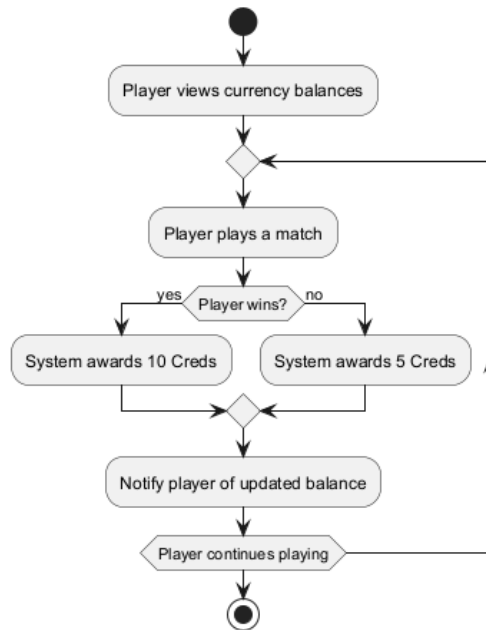 Player views currency balances
Player plays a match
yes
Player wins?
no
System awards 10 Creds
System awards 5 Creds
Notify player of updated balance
Player continues playing